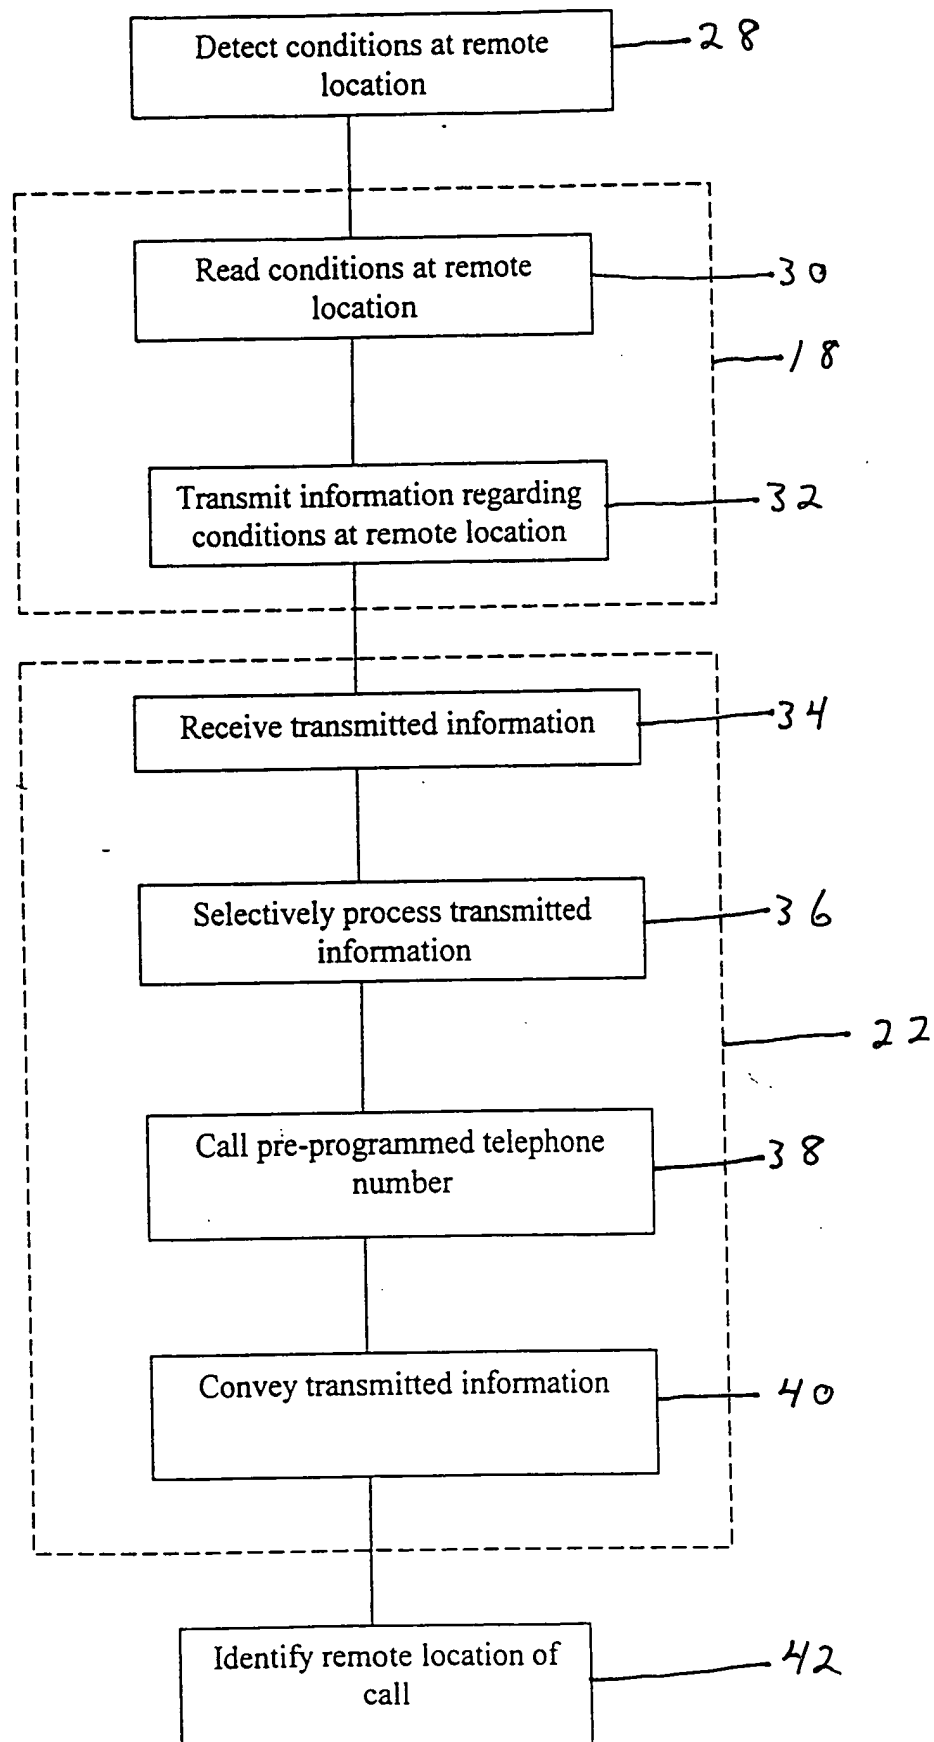 Detect conditions at remote
location
28
Read conditions at remote
location
30
18
Transmit information regarding
conditions at remote location
32
Receive transmitted information
34
Selectively process transmitted
information
36
22
Call pre-programmed telephone
number
38
Convey transmitted information
40
Identify remote location of
call
42